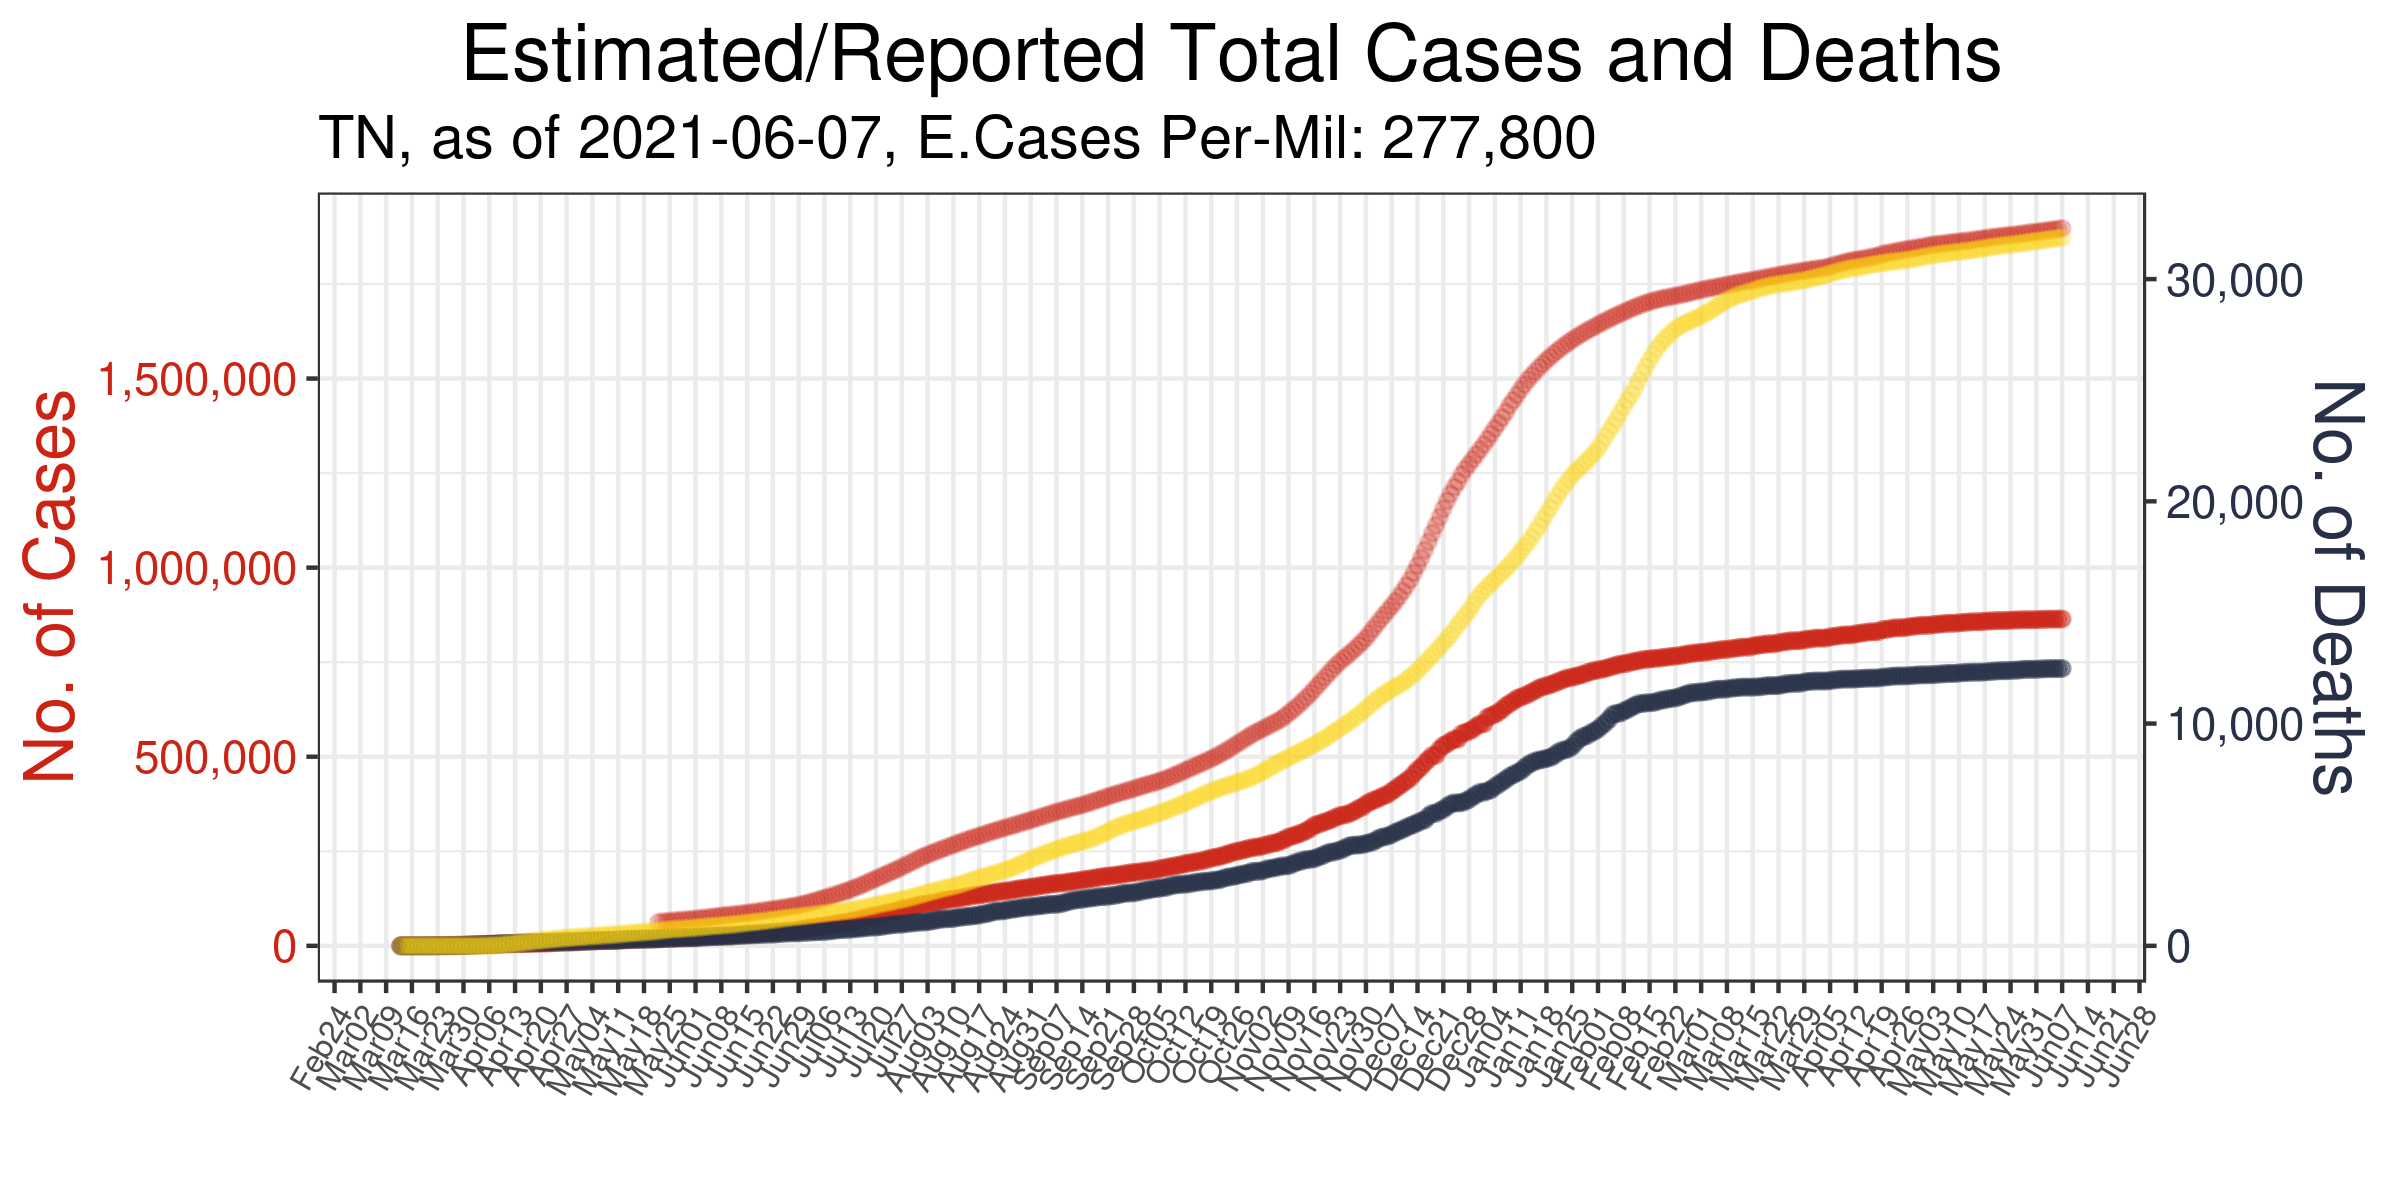 Estimated/Reported Total Cases and Deaths
TN, as of 2021-06-07, E.Cases Per-Mil: 277,800
No. of Cases
1,500,000
1,000,000
500,000
0
No. of Deaths
30,000
20,000
10,000
0
Feb24
Mar02
Mar09
Mar16
Mar23
Mar30
Apr06
Apr13
Apr20
Apr27
May04
May11
May18
May25
Jun01
Jun08
Jun15
Jun22
Jun29
Jul06
Jul13
Jul20
Jul27
Aug03
Aug10
Aug17
Aug24
Aug31
Sep07
Sep14
Sep21
Sep28
Oct05
Oct12
Oct19
Oct26
Nov02
Nov09
Nov16
Nov23
Nov30
Dec07
Dec14
Dec21
Dec28
Jan04
Jan11
Jan18
Jan25
Feb01
Feb08
Feb15
Feb22
Mar01
Mar08
Mar15
Mar22
Mar29
Apr05
Apr12
Apr19
Apr26
May03
May10
May17
May24
May31
Jun07
Jun14
Jun21
Jun28